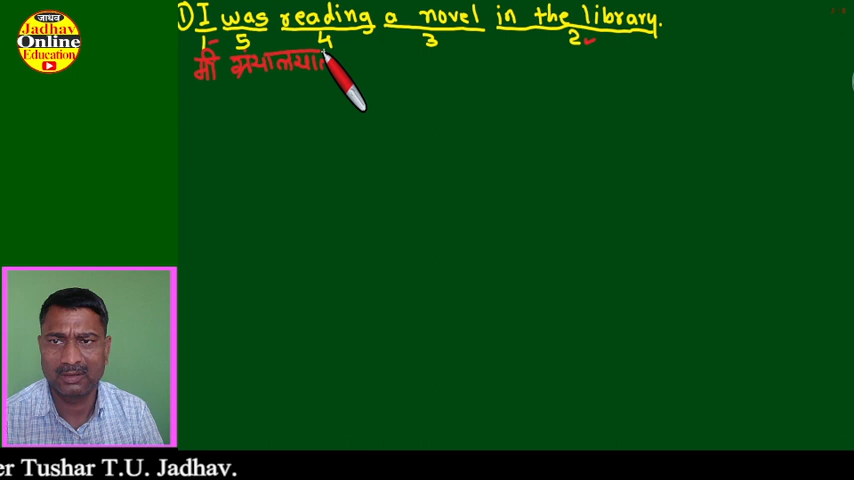 जाधव
Jadhav
Online
Education
1) I was reading a novel in the library.
1 5 4 3 2
मी ग्रंथालयात
er Tushar T.U. Jadhav.